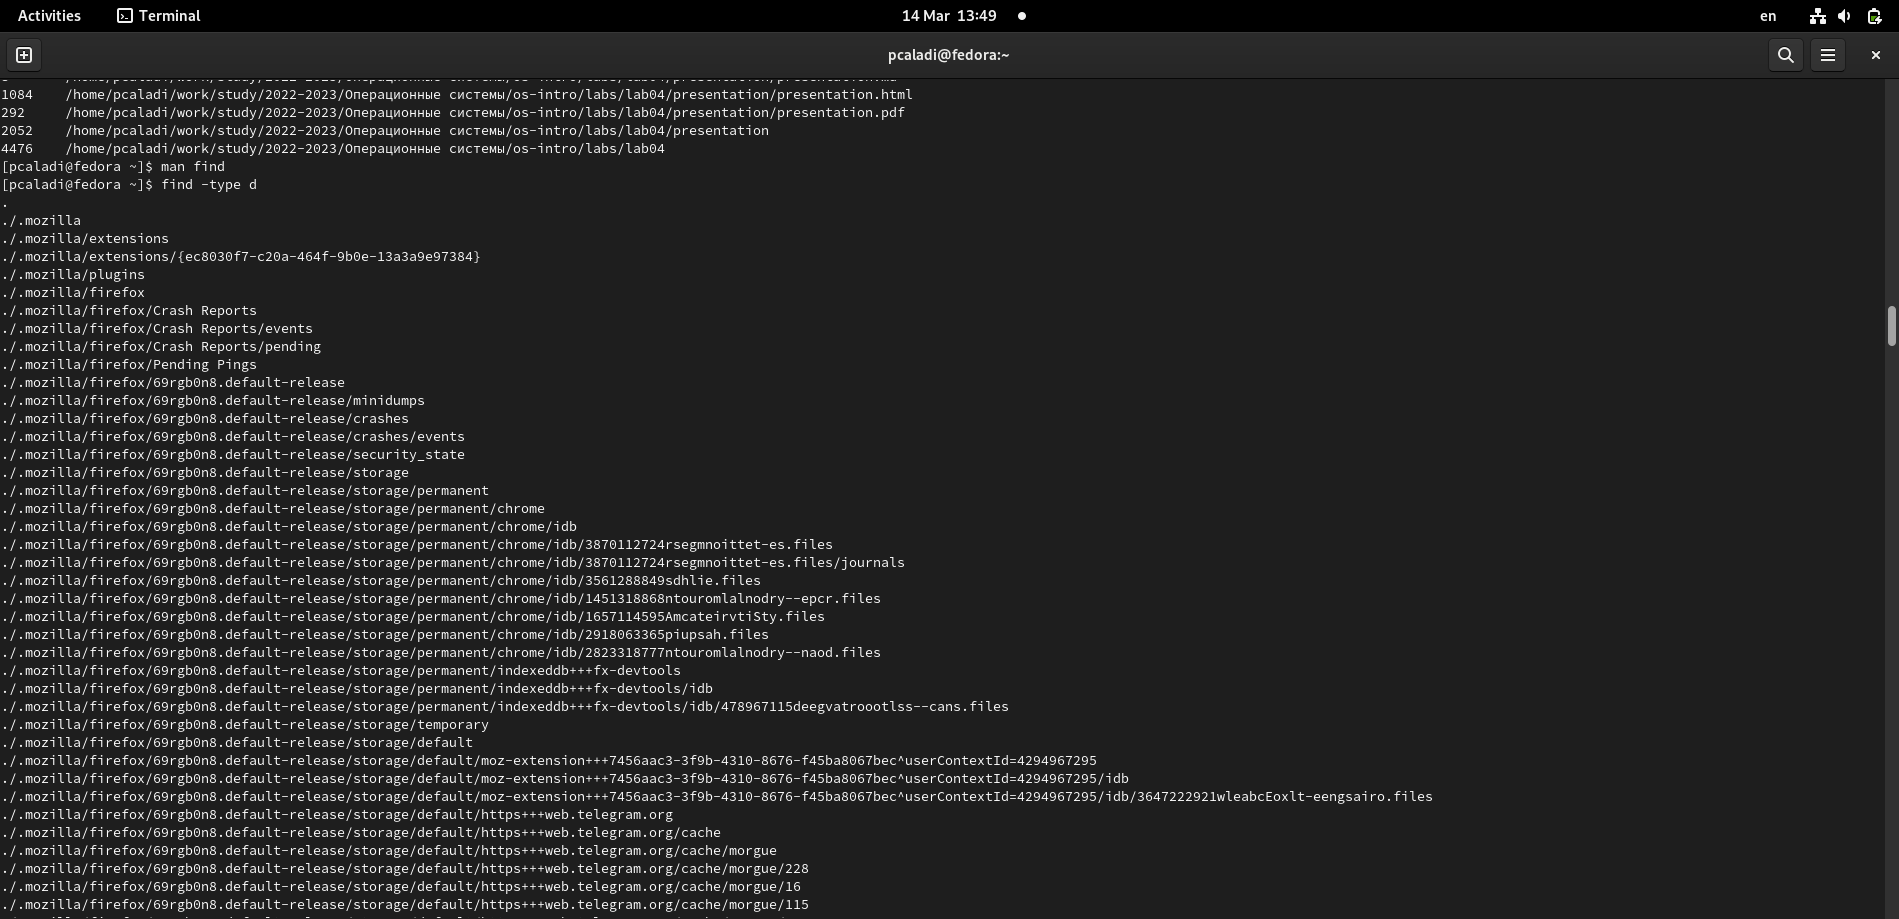 Activities Terminal 14 Mar 13:49 en
pcaladi@fedora:~
/home/pcaladi/work/study/2022-2023/Операционные системы/os-intro/labs/lab04/presentation/presentation.md
1084 /home/pcaladi/work/study/2022-2023/Операционные системы/os-intro/labs/lab04/presentation/presentation.html
292 /home/pcaladi/work/study/2022-2023/Операционные системы/os-intro/labs/lab04/presentation/presentation.pdf
2052 /home/pcaladi/work/study/2022-2023/Операционные системы/os-intro/labs/lab04/presentation
4476 /home/pcaladi/work/study/2022-2023/Операционные системы/os-intro/labs/lab04
[pcaladi@fedora ~]$ man find
[pcaladi@fedora ~]$ find -type d
.
./.mozilla
./.mozilla/extensions
./.mozilla/extensions/{ec8030f7-c20a-464f-9b0e-13a3a9e97384}
./.mozilla/plugins
./.mozilla/firefox
./.mozilla/firefox/Crash Reports
./.mozilla/firefox/Crash Reports/events
./.mozilla/firefox/Crash Reports/pending
./.mozilla/firefox/Pending Pings
./.mozilla/firefox/69rgb0n8.default-release
./.mozilla/firefox/69rgb0n8.default-release/minidumps
./.mozilla/firefox/69rgb0n8.default-release/crashes
./.mozilla/firefox/69rgb0n8.default-release/crashes/events
./.mozilla/firefox/69rgb0n8.default-release/security_state
./.mozilla/firefox/69rgb0n8.default-release/storage
./.mozilla/firefox/69rgb0n8.default-release/storage/permanent
./.mozilla/firefox/69rgb0n8.default-release/storage/permanent/chrome
./.mozilla/firefox/69rgb0n8.default-release/storage/permanent/chrome/idb
./.mozilla/firefox/69rgb0n8.default-release/storage/permanent/chrome/idb/3870112724rsegmnoittet-es.files
./.mozilla/firefox/69rgb0n8.default-release/storage/permanent/chrome/idb/3870112724rsegmnoittet-es.files/journals
./.mozilla/firefox/69rgb0n8.default-release/storage/permanent/chrome/idb/3561288849sdhlie.files
./.mozilla/firefox/69rgb0n8.default-release/storage/permanent/chrome/idb/1451318868ntouromlalnodry--epcr.files
./.mozilla/firefox/69rgb0n8.default-release/storage/permanent/chrome/idb/1657114595AmcateirvtiSty.files
./.mozilla/firefox/69rgb0n8.default-release/storage/permanent/chrome/idb/2918063365piupsah.files
./.mozilla/firefox/69rgb0n8.default-release/storage/permanent/chrome/idb/2823318777ntouromlalnodry--naod.files
./.mozilla/firefox/69rgb0n8.default-release/storage/permanent/indexeddb+++fx-devtools
./.mozilla/firefox/69rgb0n8.default-release/storage/permanent/indexeddb+++fx-devtools/idb
./.mozilla/firefox/69rgb0n8.default-release/storage/permanent/indexeddb+++fx-devtools/idb/478967115deegvatroootlss--cans.files
./.mozilla/firefox/69rgb0n8.default-release/storage/temporary
./.mozilla/firefox/69rgb0n8.default-release/storage/default
./.mozilla/firefox/69rgb0n8.default-release/storage/default/moz-extension+++7456aac3-3f9b-4310-8676-f45ba8067bec^userContextId=4294967295
./.mozilla/firefox/69rgb0n8.default-release/storage/default/moz-extension+++7456aac3-3f9b-4310-8676-f45ba8067bec^userContextId=4294967295/idb
./.mozilla/firefox/69rgb0n8.default-release/storage/default/moz-extension+++7456aac3-3f9b-4310-8676-f45ba8067bec^userContextId=4294967295/idb/3647222921wleabcEoxlt-eengsairo.files
./.mozilla/firefox/69rgb0n8.default-release/storage/default/https+++web.telegram.org
./.mozilla/firefox/69rgb0n8.default-release/storage/default/https+++web.telegram.org/cache
./.mozilla/firefox/69rgb0n8.default-release/storage/default/https+++web.telegram.org/cache/morgue
./.mozilla/firefox/69rgb0n8.default-release/storage/default/https+++web.telegram.org/cache/morgue/228
./.mozilla/firefox/69rgb0n8.default-release/storage/default/https+++web.telegram.org/cache/morgue/16
./.mozilla/firefox/69rgb0n8.default-release/storage/default/https+++web.telegram.org/cache/morgue/115